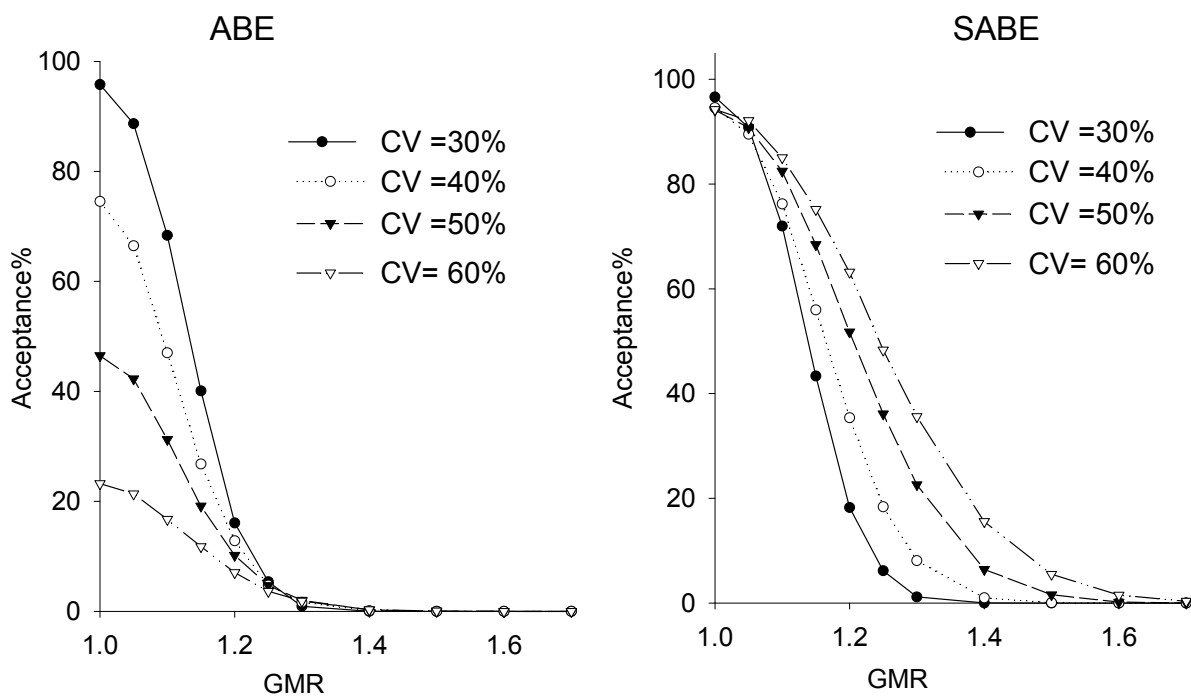 ABE
100
80
60
40
20
0
Acceptance%
CV =30%
CV =40%
CV =50%
CV= 60%
1.0 1.2 1.4 1.6
GMR
SABE
100
80
60
40
20
0
Acceptance%
CV =30%
CV =40%
CV =50%
CV= 60%
1.0 1.2 1.4 1.6
GMR